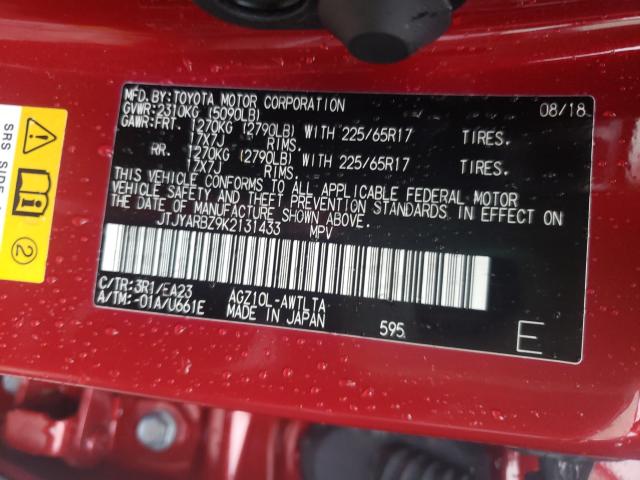 MFD.BY:TOYOTA MOTOR CORPORATION 08/18
GVWR:2310KG (5090LB)
GAWR:FRT. 1270KG (2790LB) WITH 225/65R17 TIRES.
17X7J RIMS.
RR. 1270KG (2790LB) WITH 225/65R17 TIRES.
17X7J RIMS.
THIS VEHICLE CONFORMS TO ALL APPLICABLE FEDERAL MOTOR
VEHICLE SAFETY AND THEFT PREVENTION STANDARDS IN EFFECT ON
THE DATE OF MANUFACTURE SHOWN ABOVE.
JTJYARBZ9K2131433 MPV
C/TR:3R1/EA23 AGZ10L-AWTLTA
A/TM:-01A/U661E MADE IN JAPAN 595 E
SRS SIDE
2